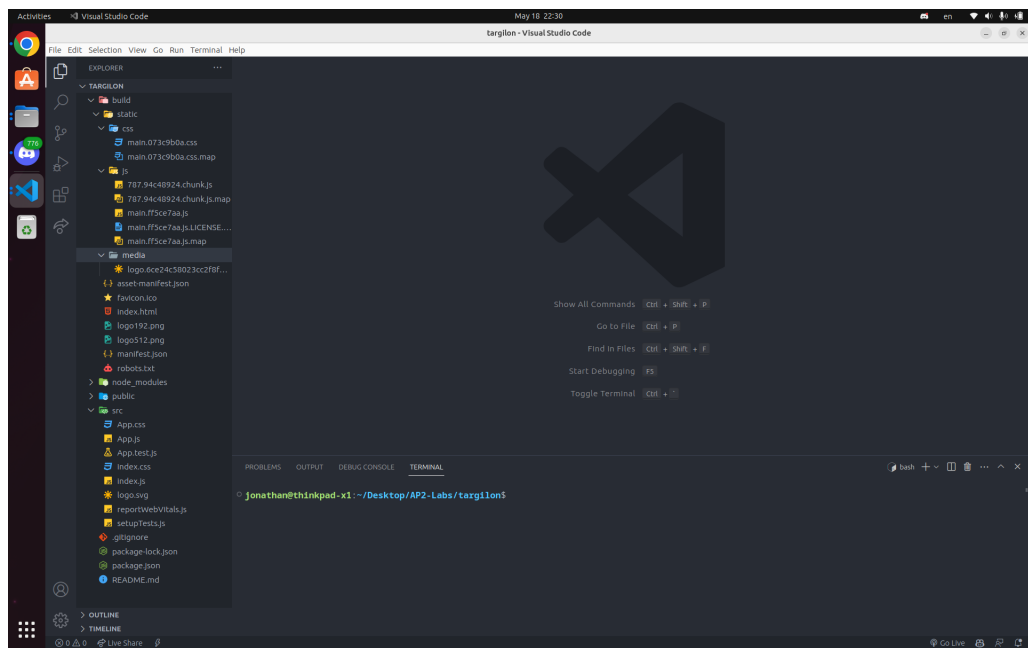 Activities
Visual Studio Code
May 18 22:30
en
targilon - Visual Studio Code
File Edit Selection View Go Run Terminal Help
EXPLORER
TARGILON
build
static
css
main.073c9b0a.css
main.073c9b0a.css.map
js
787.94c48924.chunk.js
787.94c48924.chunk.js.map
main.ff5ce7aa.js
main.ff5ce7aa.js.LICENSE....
main.ff5ce7aa.js.map
media
logo.6ce24c58023cc2f8f...
asset-manifest.json
favicon.ico
index.html
logo192.png
logo512.png
manifest.json
robots.txt
node_modules
public
src
App.css
App.js
App.test.js
index.css
index.js
logo.svg
reportWebVitals.js
setupTests.js
.gitignore
package-lock.json
package.json
README.md
OUTLINE
TIMELINE
776
Show All Commands Ctrl + Shift + P
Go to File Ctrl + P
Find in Files Ctrl + Shift + F
Start Debugging F5
Toggle Terminal Ctrl + `
PROBLEMS OUTPUT DEBUG CONSOLE TERMINAL
bash
jonathan@thinkpad-x1:~/Desktop/AP2-Labs/targilon$
0 0 Live Share
Go Live